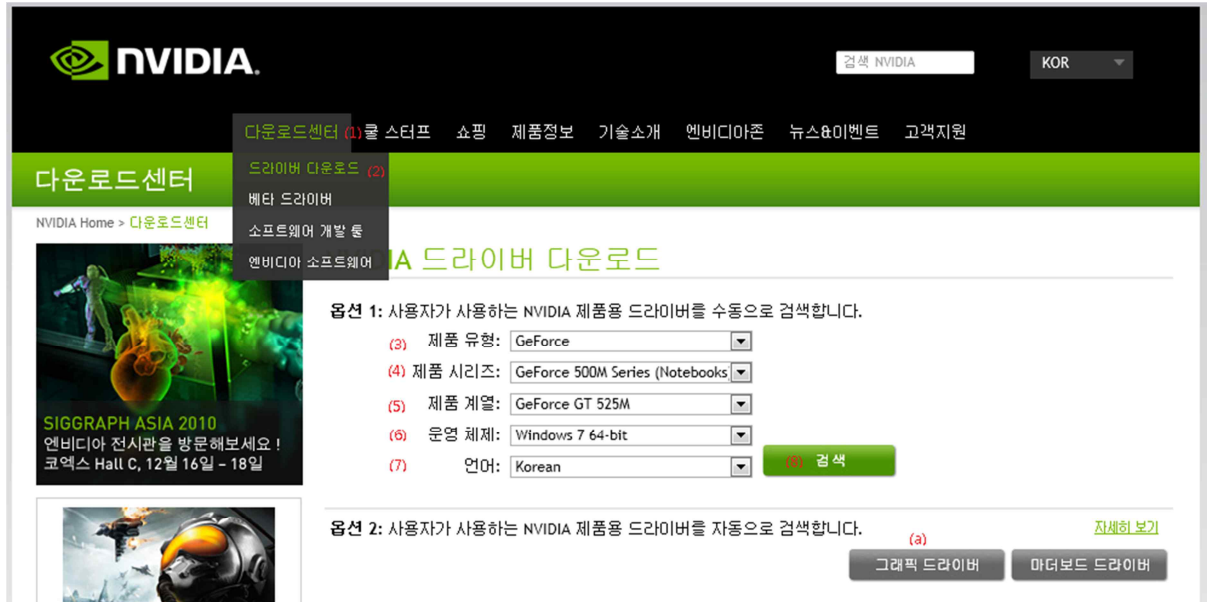 NVIDIA.
검색 NVIDIA
KOR
다운로드센터 (1) 쿨 스터프 쇼핑 제품정보 기술소개 엔비디아존 뉴스&이벤트 고객지원
드라이버 다운로드 (2)
베타 드라이버
소프트웨어 개발 툴
엔비디아 소프트웨어
다운로드센터
NVIDIA Home > 다운로드센터
IA 드라이버 다운로드
옵션 1: 사용자가 사용하는 NVIDIA 제품용 드라이버를 수동으로 검색합니다.
(3) 제품 유형: GeForce
(4) 제품 시리즈: GeForce 500M Series (Notebooks
(5) 제품 계열: GeForce GT 525M
(6) 운영 체제: Windows 7 64-bit
(7) 언어: Korean
(8) 검색
SIGGRAPH ASIA 2010
엔비디아 전시관을 방문해보세요 !
코엑스 Hall C, 12월 16일 – 18일
옵션 2: 사용자가 사용하는 NVIDIA 제품용 드라이버를 자동으로 검색합니다.
자세히 보기
(a)
그래픽 드라이버
마더보드 드라이버